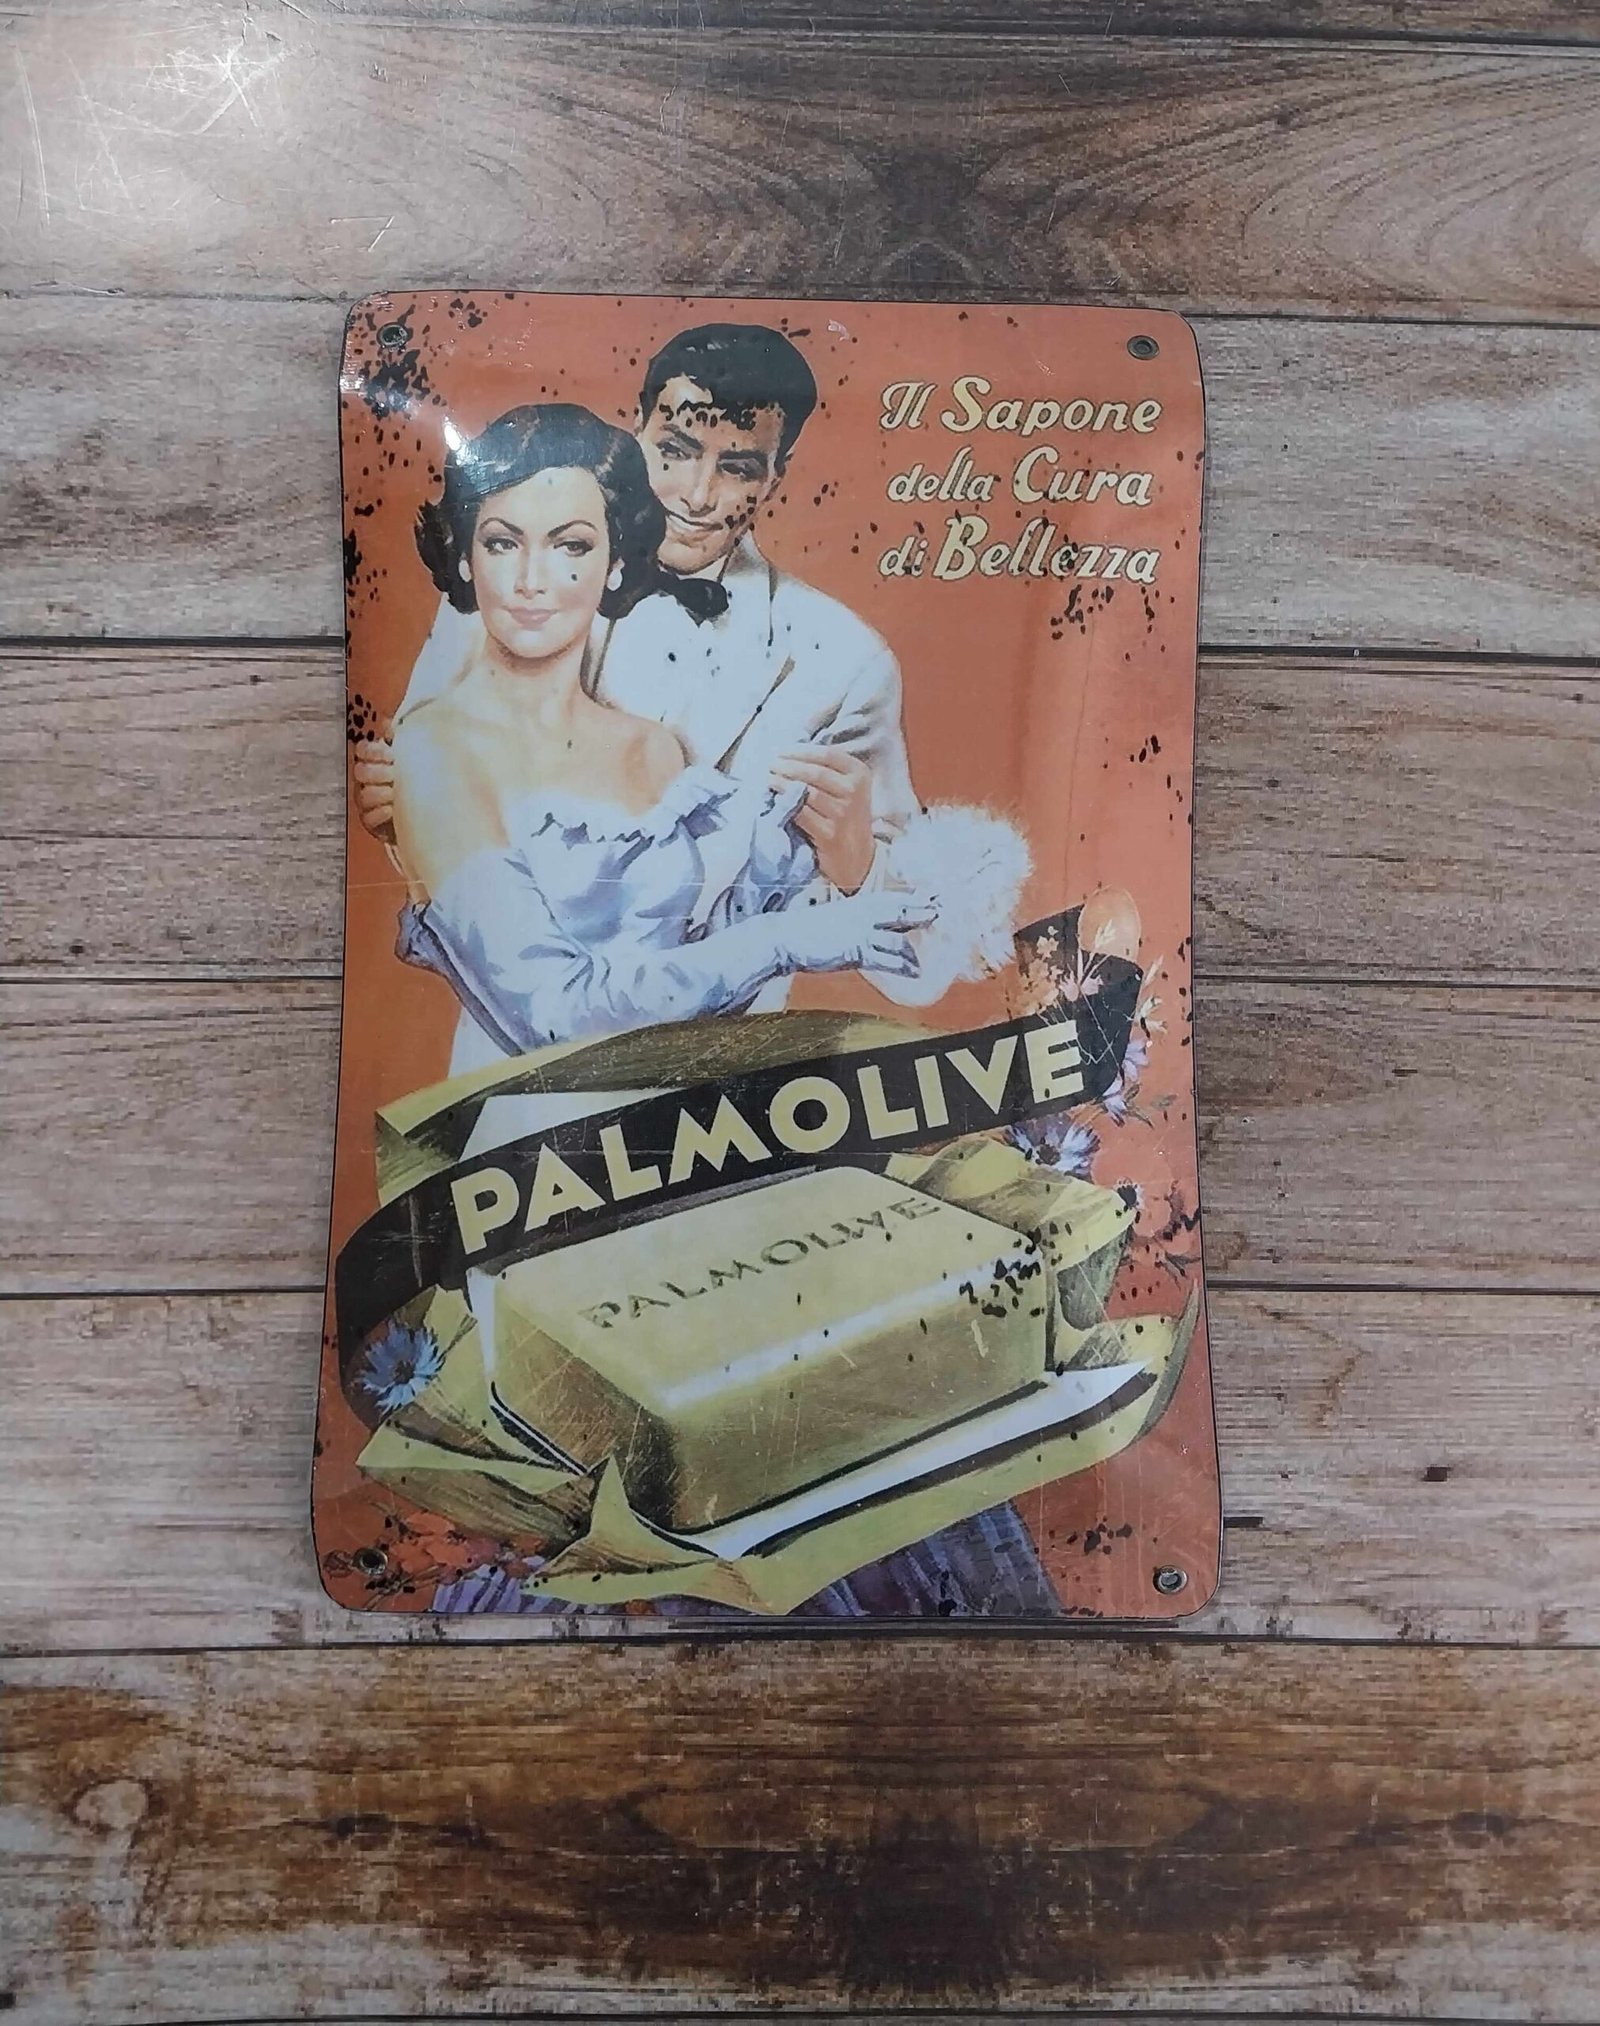 Il Sapone
della Cura
di Bellezza
PALMOLIVE
PALMOLIVE